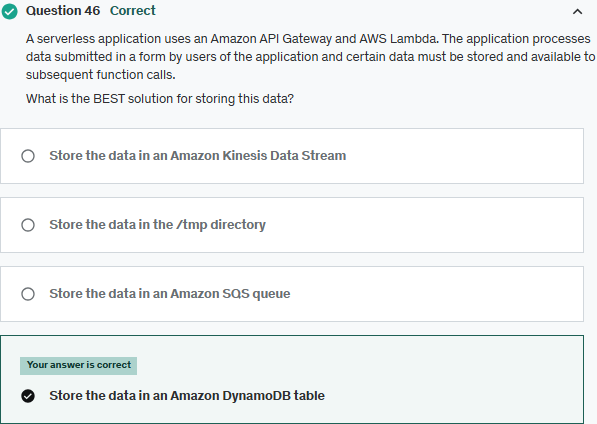 Question 46 Correct
A serverless application uses an Amazon API Gateway and AWS Lambda. The application processes
data submitted in a form by users of the application and certain data must be stored and available to
subsequent function calls.
What is the BEST solution for storing this data?
Store the data in an Amazon Kinesis Data Stream
Store the data in the /tmp directory
Store the data in an Amazon SQS queue
Your answer is correct
Store the data in an Amazon DynamoDB table